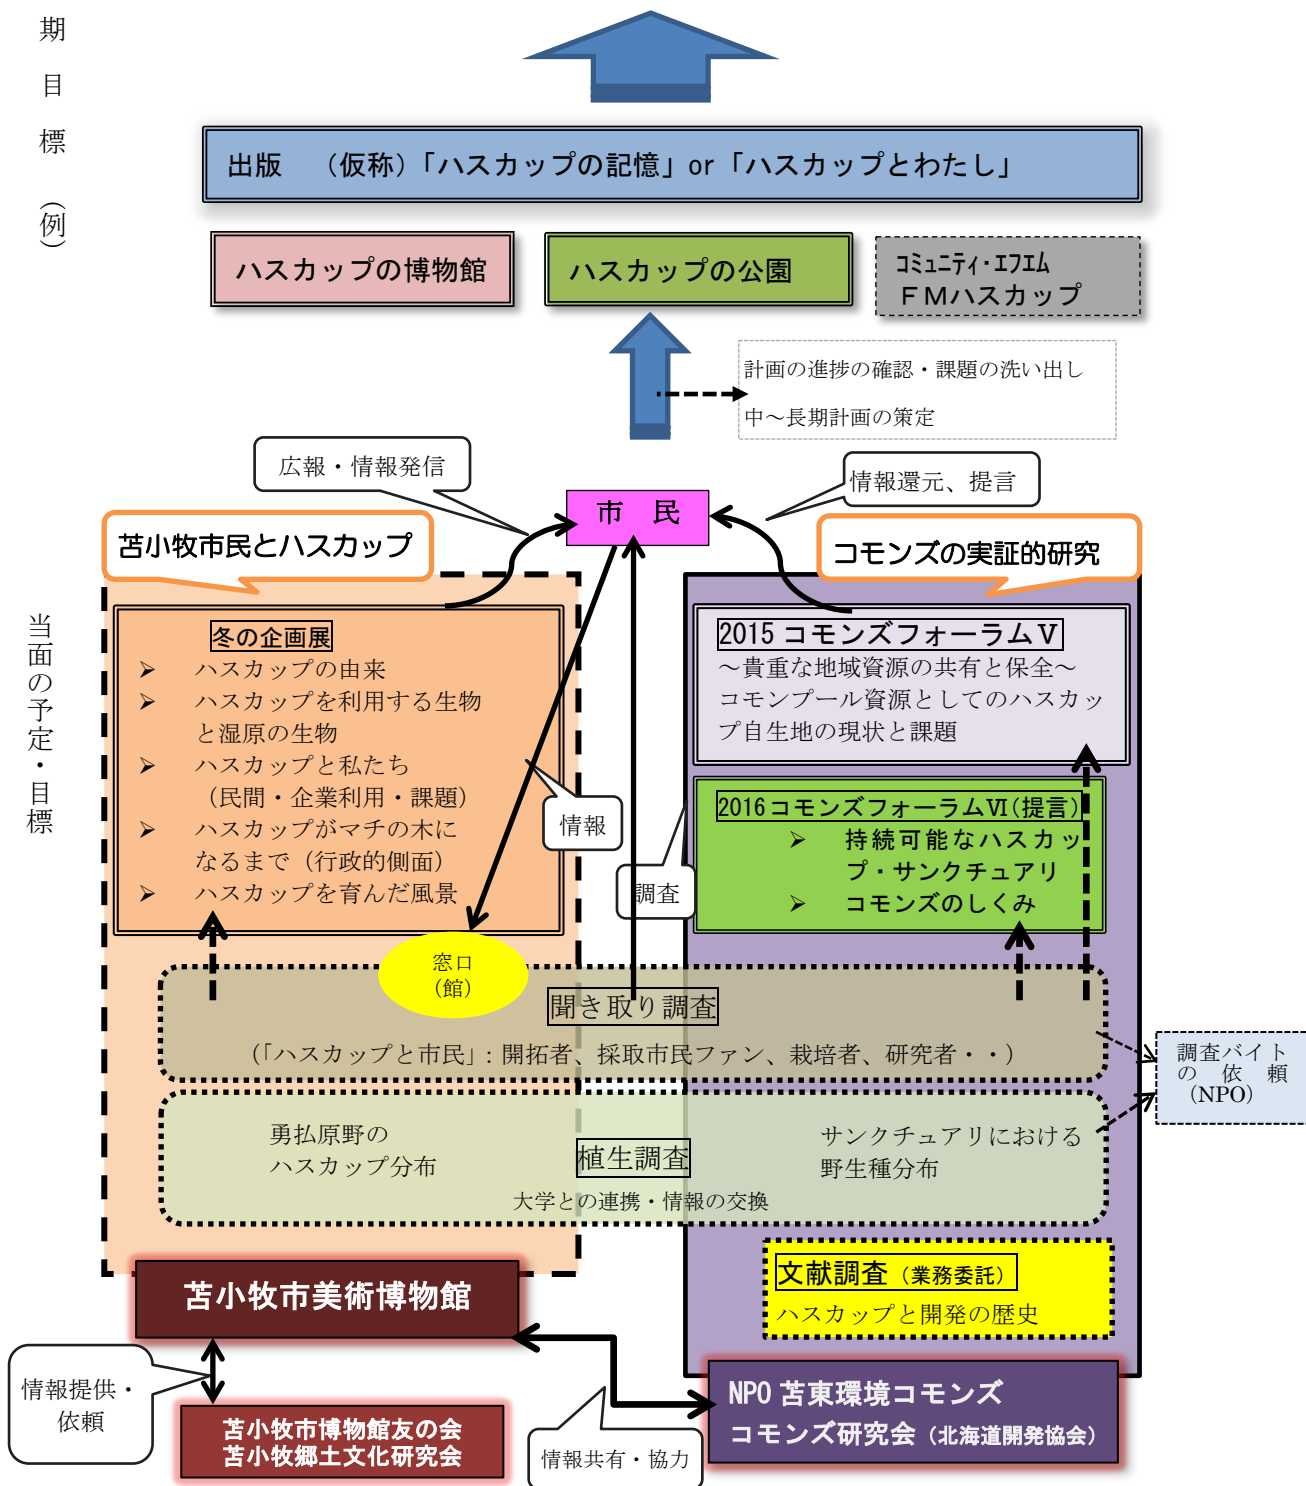 期目標（例）
出版　（仮称）「ハスカップの記憶」or「ハスカップとわたし」
ハスカップの博物館
ハスカップの公園
コミュニティ・エフエム
ＦＭハスカップ
計画の進捗の確認・課題の洗い出し
中～長期計画の策定
広報・情報発信
情報還元、提言
市　民
苫小牧市民とハスカップ
コモンズの実証的研究
当面の予定・目標
冬の企画展
➢ ハスカップの由来
➢ ハスカップを利用する生物
と湿原の生物
➢ ハスカップと私たち
（民間・企業利用・課題）
➢ ハスカップがマチの木に
なるまで（行政的側面）
➢ ハスカップを育んだ風景
2015 コモンズフォーラムⅤ
～貴重な地域資源の共有と保全～
コモンプール資源としてのハスカッ
プ自生地の現状と課題
2016 コモンズフォーラムⅥ（提言）
➢ 持続可能なハスカッ
プ・サンクチュアリ
➢ コモンズのしくみ
情報
調査
窓口
（館）
聞き取り調査
（「ハスカップと市民」：開拓者、採取市民ファン、栽培者、研究者・・）
調査バイト
の　依　頼
（NPO）
勇払原野の
ハスカップ分布
植生調査
サンクチュアリにおける
野生種分布
大学との連携・情報の交換
文献調査（業務委託）
ハスカップと開発の歴史
苫小牧市美術博物館
情報提供・
依頼
苫小牧市博物館友の会
苫小牧郷土文化研究会
情報共有・協力
NPO 苫東環境コモンズ
コモンズ研究会（北海道開発協会）